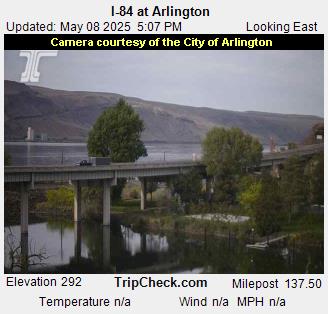 I-84 at Arlington
Updated: May 08 2025 5:07 PM Looking East
Camera courtesy of the City of Arlington
Elevation 292 TripCheck.com Milepost 137.50
Temperature n/a Wind n/a MPH n/a